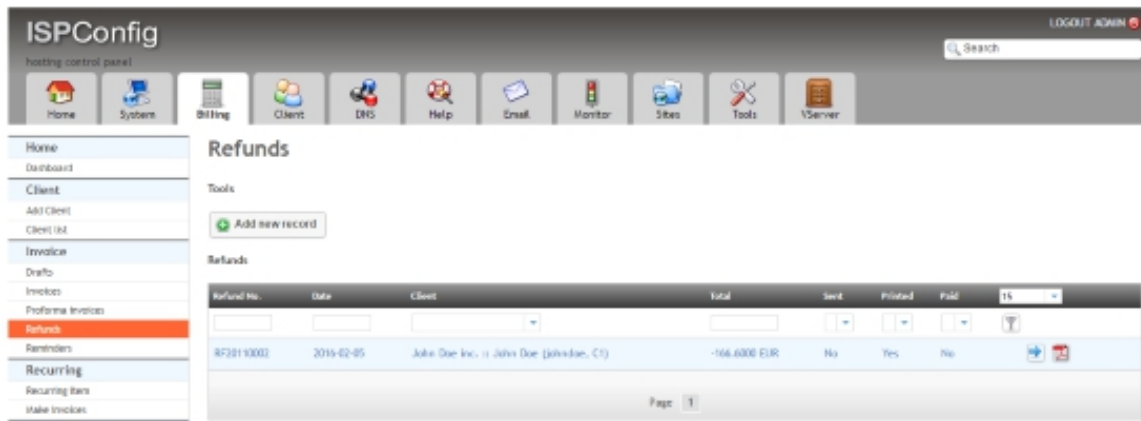 ISPConfig
LOGOUT ADMIN
hosting control panel
Search
Home System Billing Client DNS Help Email Monitor Sites Tools VServer
Home
Dashboard
Client
Add Client
Client list
Invoice
Drafts
Invoices
Proforma Invoices
Refunds
Reminders
Recurring
Recurring Item
Make Invoices
Refunds
Tools
Add new record
Refunds
Refund No. Date Client Total Sent Printed Paid 15
RF20110002 2016-02-05 John Doe inc. :: John Doe (johndoe, C1) -166.6000 EUR No Yes No
Page 1